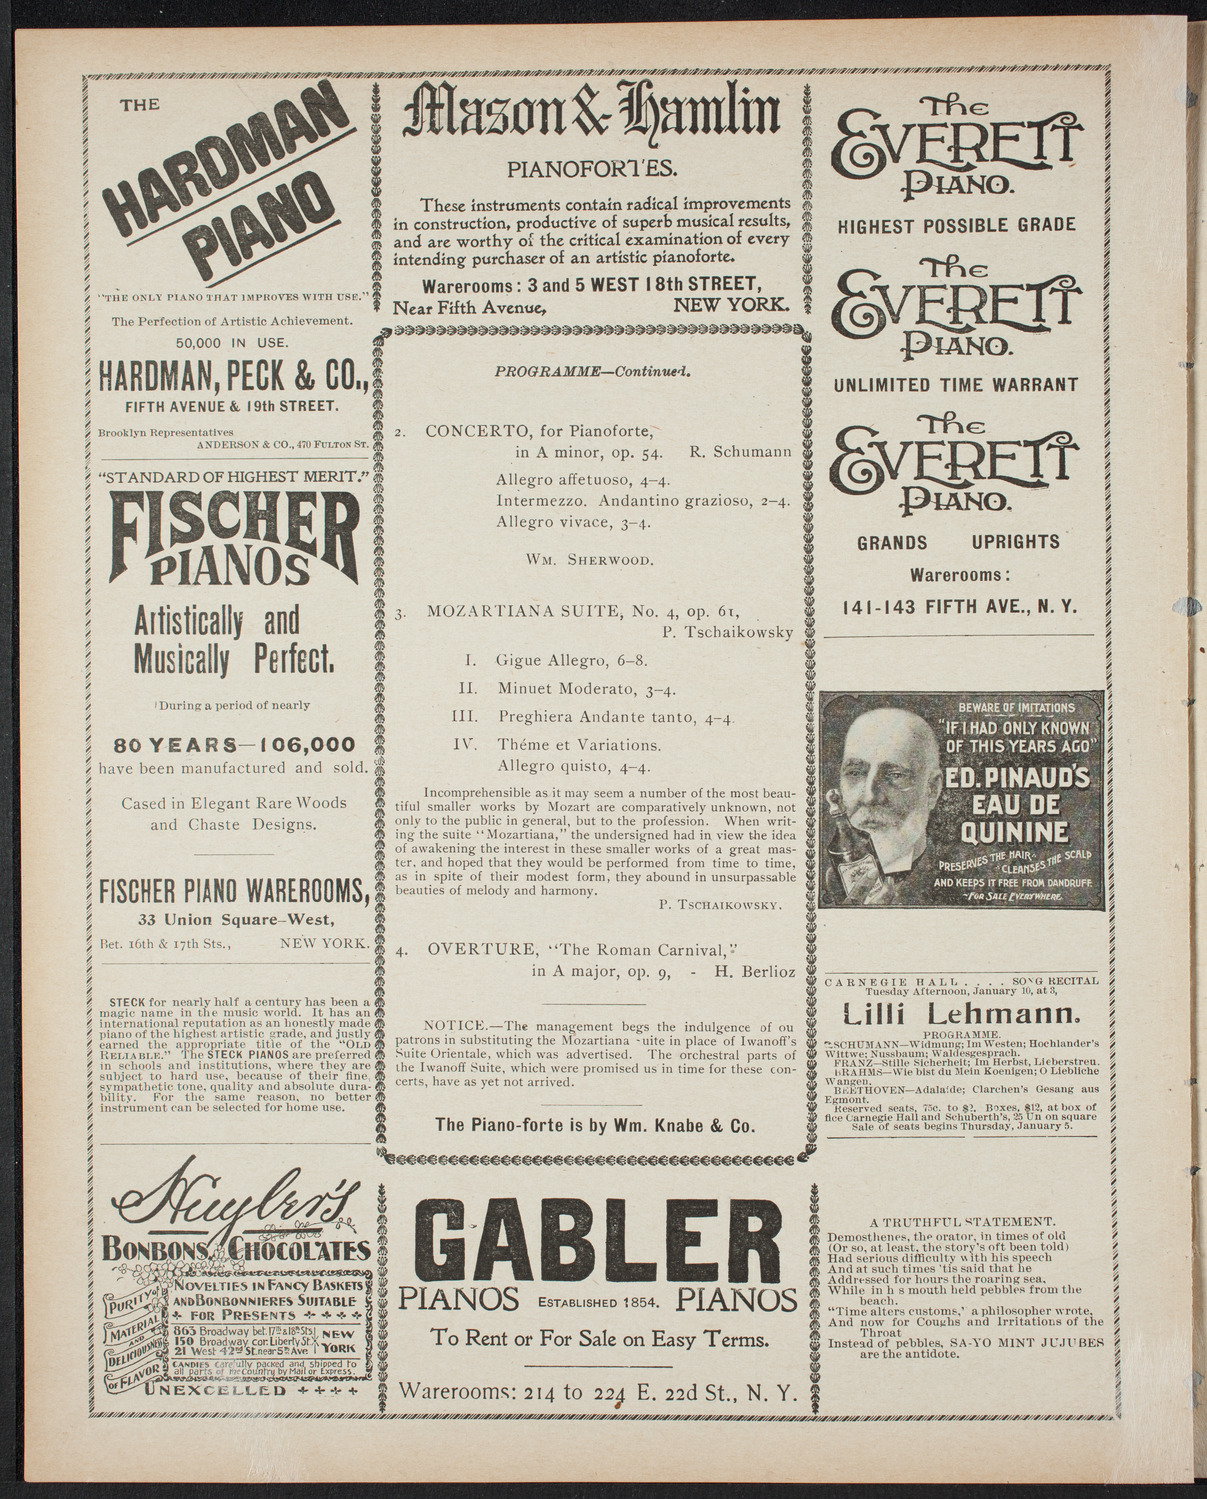 THE
HARDMAN
PIANO
"THE ONLY PIANO THAT IMPROVES WITH USE."
The Perfection of Artistic Achievement.
50,000 IN USE.
HARDMAN, PECK & CO.,
FIFTH AVENUE & 19th STREET.
Brooklyn Representatives
ANDERSON & CO., 470 FULTON ST.
"STANDARD OF HIGHEST MERIT."
FISCHER
PIANOS
Artistically and
Musically Perfect.
During a period of nearly
80 YEARS—106,000
have been manufactured and sold.
Cased in Elegant Rare Woods
and Chaste Designs.
FISCHER PIANO WAREROOMS,
33 Union Square–West,
Bet. 16th & 17th Sts., NEW YORK.
STECK for nearly half a century has been a
magic name in the music world. It has an
international reputation as an honestly made
piano of the highest artistic grade, and justly
earned the appropriate title of the "OLD
RELIABLE." The STECK PIANOS are preferred
in schools and institutions, where they are
subject to hard use, because of their fine,
sympathetic tone, quality and absolute dura-
bility. For the same reason, no better
instrument can be selected for home use.
Huyler's
BONBONS, CHOCOLATES
NOVELTIES IN FANCY BASKETS
AND BONBONNIERES SUITABLE
FOR PRESENTS
PURITY of
MATERIAL
AND
DELICIOUSNESS
OF FLAVOR
863 Broadway bet. 17th & 18th Sts.
150 Broadway cor. Liberty St.
21 West 42nd St. near 5th Ave
NEW
YORK
CANDIES carefully packed and shipped to
all parts of the Country by Mail or Express.
UNEXCELLED
Mason & Hamlin
PIANOFORTES.
These instruments contain radical improvements
in construction, productive of superb musical results,
and are worthy of the critical examination of every
intending purchaser of an artistic pianoforte.
Warerooms: 3 and 5 WEST 18th STREET,
Near Fifth Avenue, NEW YORK.
PROGRAMME—Continued.
2. CONCERTO, for Pianoforte,
in A minor, op. 54. R. Schumann
Allegro affetuoso, 4–4.
Intermezzo. Andantino grazioso, 2–4.
Allegro vivace, 3–4.
WM. SHERWOOD.
3. MOZARTIANA SUITE, No. 4, op. 61,
P. Tschaikowsky
I. Gigue Allegro, 6–8.
II. Minuet Moderato, 3–4.
III. Preghiera Andante tanto, 4–4.
IV. Théme et Variations.
Allegro quisto, 4–4.
Incomprehensible as it may seem a number of the most beau-
tiful smaller works by Mozart are comparatively unknown, not
only to the public in general, but to the profession. When writ-
ing the suite "Mozartiana," the undersigned had in view the idea
of awakening the interest in these smaller works of a great mas-
ter, and hoped that they would be performed from time to time,
as in spite of their modest form, they abound in unsurpassable
beauties of melody and harmony.
P. TSCHAIKOWSKY.
4. OVERTURE, "The Roman Carnival,"
in A major, op. 9, - H. Berlioz
NOTICE.—The management begs the indulgence of ou
patrons in substituting the Mozartiana suite in place of Iwanoff's
Suite Orientale, which was advertised. The orchestral parts of
the Iwanoff Suite, which were promised us in time for these con-
certs, have as yet not arrived.
The Piano-forte is by Wm. Knabe & Co.
GABLER
PIANOS ESTABLISHED 1854. PIANOS
To Rent or For Sale on Easy Terms.
Warerooms: 214 to 224 E. 22d St., N. Y.
The
EVERETT
PIANO.
HIGHEST POSSIBLE GRADE
The
EVERETT
PIANO.
UNLIMITED TIME WARRANT
The
EVERETT
PIANO.
GRANDS UPRIGHTS
Warerooms:
141-143 FIFTH AVE., N. Y.
BEWARE OF IMITATIONS
"IF I HAD ONLY KNOWN
OF THIS YEARS AGO"
ED. PINAUD'S
EAU DE
QUININE
PRESERVES THE HAIR
CLEANSES THE SCALP
AND KEEPS IT FREE FROM DANDRUFF
FOR SALE EVERYWHERE
CARNEGIE HALL . . . . SONG RECITAL
Tuesday Afternoon, January 10, at 3,
Lilli Lehmann.
PROGRAMME.
SCHUMANN—Widmung; Im Westen; Hochlander's
Wittwe; Nussbaum; Waldesgesprach.
FRANZ—Stille Sicherheit; Im Herbst, Lieberstreu.
BRAHMS—Wie bist du Mein Koenigen; O Liebliche
Wangen.
BEETHOVEN—Adalaide; Clarchen's Gesang aus
Egmont.
Reserved seats, 75c. to $2. Boxes, $12, at box of
fice Carnegie Hall and Schuberth's, 25 Un on square
Sale of seats begins Thursday, January 5.
A TRUTHFUL STATEMENT.
Demosthenes, the orator, in times of old
(Or so, at least, the story's oft been told)
Had serious difficulty with his speech
And at such times 'tis said that he
Addressed for hours the roaring sea,
While in h s mouth held pebbles from the
beach.
"Time alters customs,' a philosopher wrote,
And now for Coughs and Irritations of the
Throat
Instead of pebbles, SA-YO MINT JUJUBES
are the antidote.